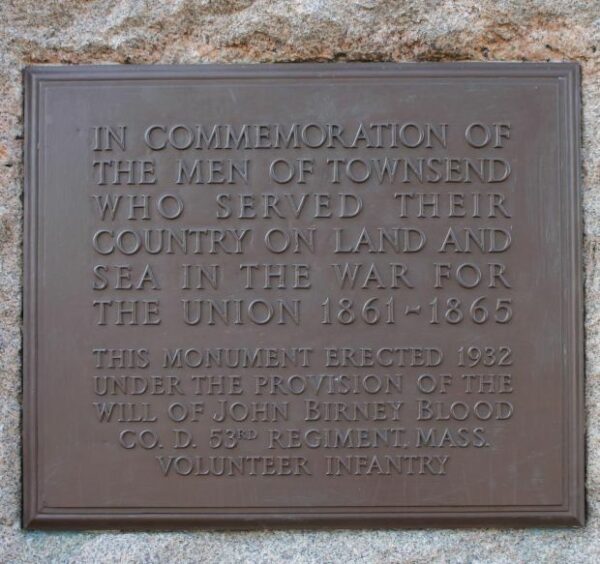 IN COMMEMORATION OF
THE MEN OF TOWNSEND
WHO SERVED THEIR
COUNTRY ON LAND AND
SEA IN THE WAR FOR
THE UNION 1861~1865
THIS MONUMENT ERECTED 1932
UNDER THE PROVISION OF THE
WILL OF JOHN BIRNEY BLOOD
CO. D. 53RD REGIMENT, MASS.
VOLUNTEER INFANTRY